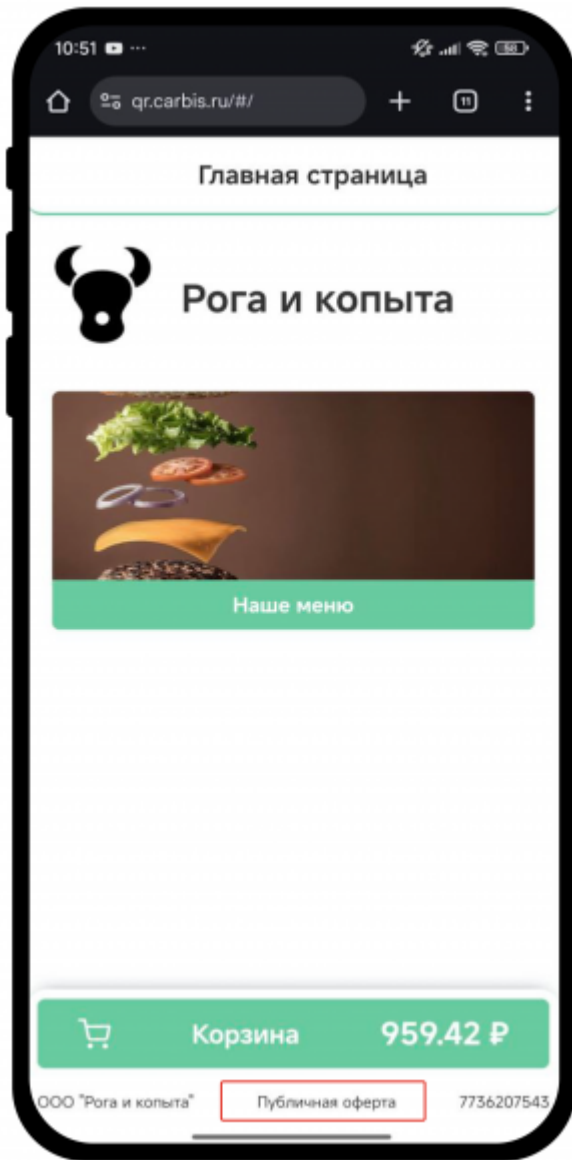 10:51
58
qr.carbis.ru/#/
11
Главная страница
Рога и копыта
Наше меню
Корзина 959.42 ₽
ООО "Рога и копыта" Публичная оферта 7736207543